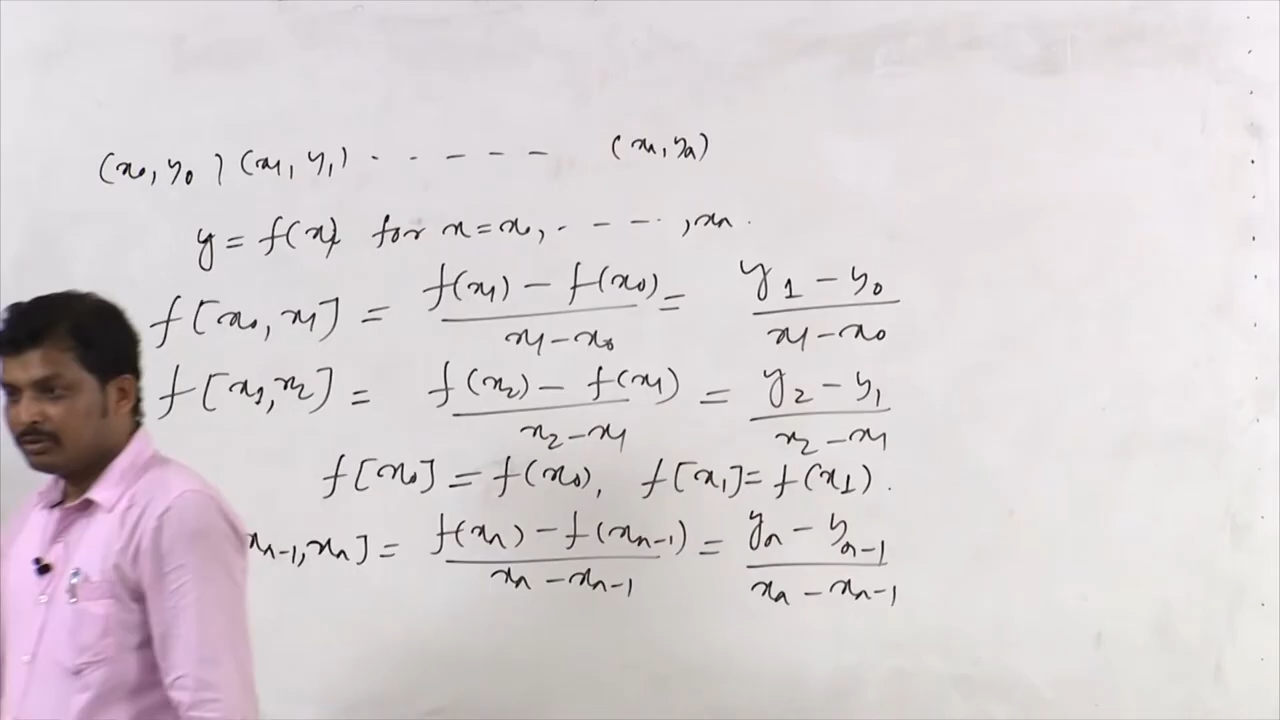 (x₀, y₀) (x₁, y₁) · · – – – (xₙ, yₙ)
y = f(x) for x = x₀, · – – – · , xₙ .
f[x₀, x₁] = (f(x₁) – f(x₀))/(x₁ – x₀) = (y₁ – y₀)/(x₁ – x₀)
f[x₁, x₂] = (f(x₂) – f(x₁))/(x₂ – x₁) = (y₂ – y₁)/(x₂ – x₁)
f[x₀] = f(x₀), f[x₁] = f(x₁).
xₙ₋₁, xₙ] = (f(xₙ) – f(xₙ₋₁))/(xₙ – xₙ₋₁) = (yₙ – yₙ₋₁)/(xₙ – xₙ₋₁)